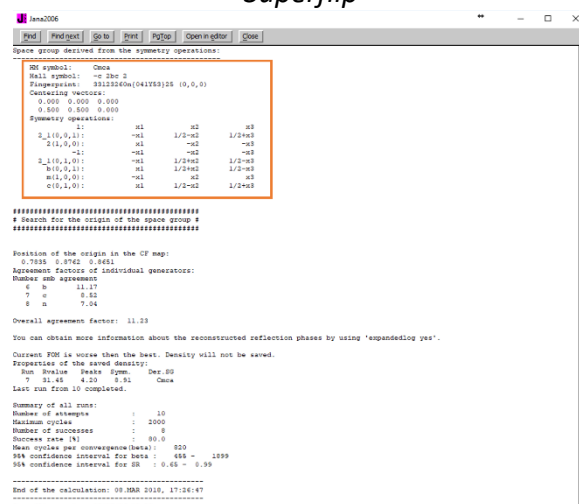 Superflip
Jana2006
Find Find next Go to Print PgTop Open in editor Close
Space group derived from the symmetry operations:
HM symbol: Cmca
Hall symbol: -c 2bc 2
Fingerprint: 33123260m{041Y53}25 (0,0,0)
Centering vectors:
0.000 0.000 0.000
0.500 0.500 0.000
Symmetry operations:
1: x1 x2 x3
2_1(0,0,1): -x1 1/2-x2 1/2+x3
2(1,0,0): x1 -x2 -x3
-1: -x1 -x2 -x3
2_1(0,1,0): -x1 1/2+x2 1/2-x3
b(0,0,1): x1 1/2+x2 1/2-x3
m(1,0,0): -x1 x2 x3
c(0,1,0): x1 1/2-x2 1/2+x3
############################################
# Search for the origin of the space group #
############################################
Position of the origin in the CF map:
0.7835 0.8762 0.8651
Agreement factors of individual generators:
Number smb agreement
6 b 11.17
7 c 8.52
8 m 7.04
Overall agreement factor: 11.23
You can obtain more information about the reconstructed reflection phases by using 'expandedlog yes'.
Current FOM is worse then the best. Density will not be saved.
Properties of the saved density:
Run Rvalue Peaks Symm. Der.SG
7 31.45 4.20 8.91 Cmca
Last run from 10 completed.
Summary of all runs:
Number of attempts : 10
Maximum cycles : 2000
Number of successes : 8
Success rate [%] : 80.0
Mean cycles per convergence(beta): 820
95% confidence interval for beta : 455 - 1899
95% confidence interval for SR : 0.45 - 0.99
End of the calculation: 08.MAR 2018, 17:26:47